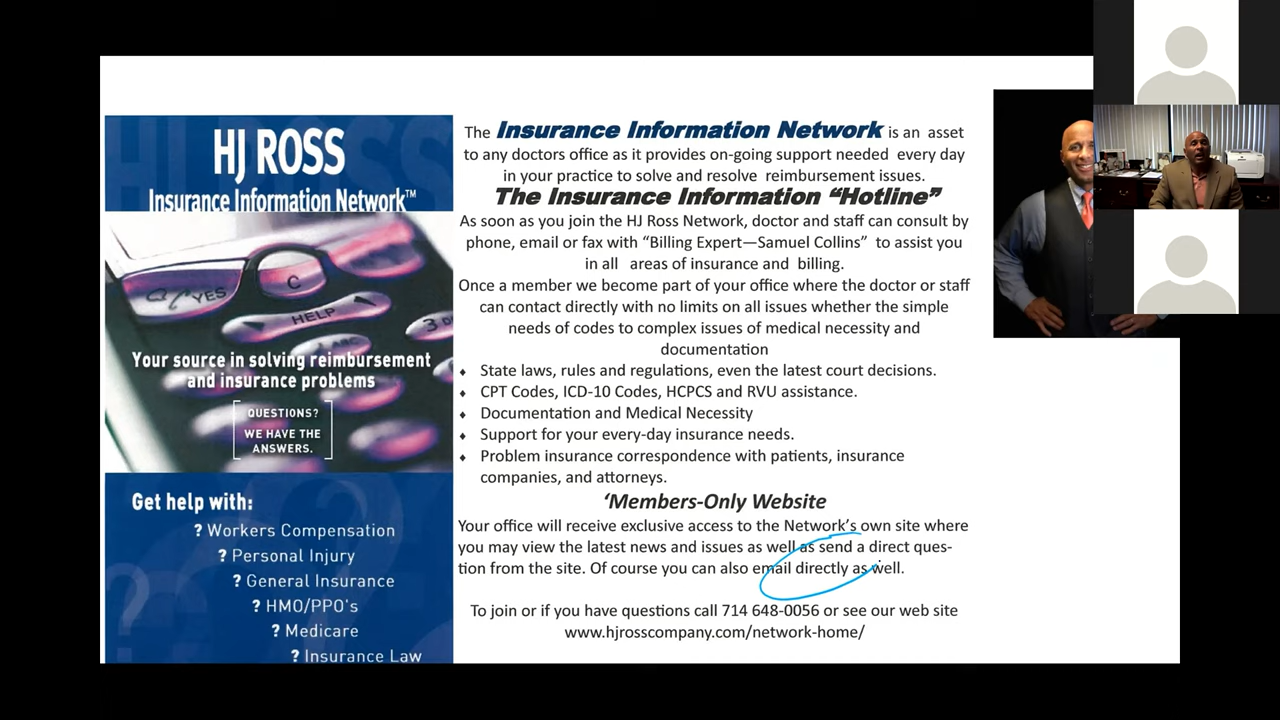 HJ ROSS
Insurance Information Network™
YES
C
HELP
3
Your source in solving reimbursement
and insurance problems
QUESTIONS?
WE HAVE THE
ANSWERS.
Get help with:
? Workers Compensation
? Personal Injury
? General Insurance
? HMO/PPO's
? Medicare
? Insurance Law
The Insurance Information Network is an asset
to any doctors office as it provides on-going support needed every day
in your practice to solve and resolve reimbursement issues.
The Insurance Information “Hotline”
As soon as you join the HJ Ross Network, doctor and staff can consult by
phone, email or fax with “Billing Expert—Samuel Collins” to assist you
in all areas of insurance and billing.
Once a member we become part of your office where the doctor or staff
can contact directly with no limits on all issues whether the simple
needs of codes to complex issues of medical necessity and
documentation
♦ State laws, rules and regulations, even the latest court decisions.
♦ CPT Codes, ICD-10 Codes, HCPCS and RVU assistance.
♦ Documentation and Medical Necessity
♦ Support for your every-day insurance needs.
♦ Problem insurance correspondence with patients, insurance
companies, and attorneys.
‘Members-Only Website
Your office will receive exclusive access to the Network’s own site where
you may view the latest news and issues as well as send a direct ques-
tion from the site. Of course you can also email directly as well.
To join or if you have questions call 714 648-0056 or see our web site
www.hjrosscompany.com/network-home/